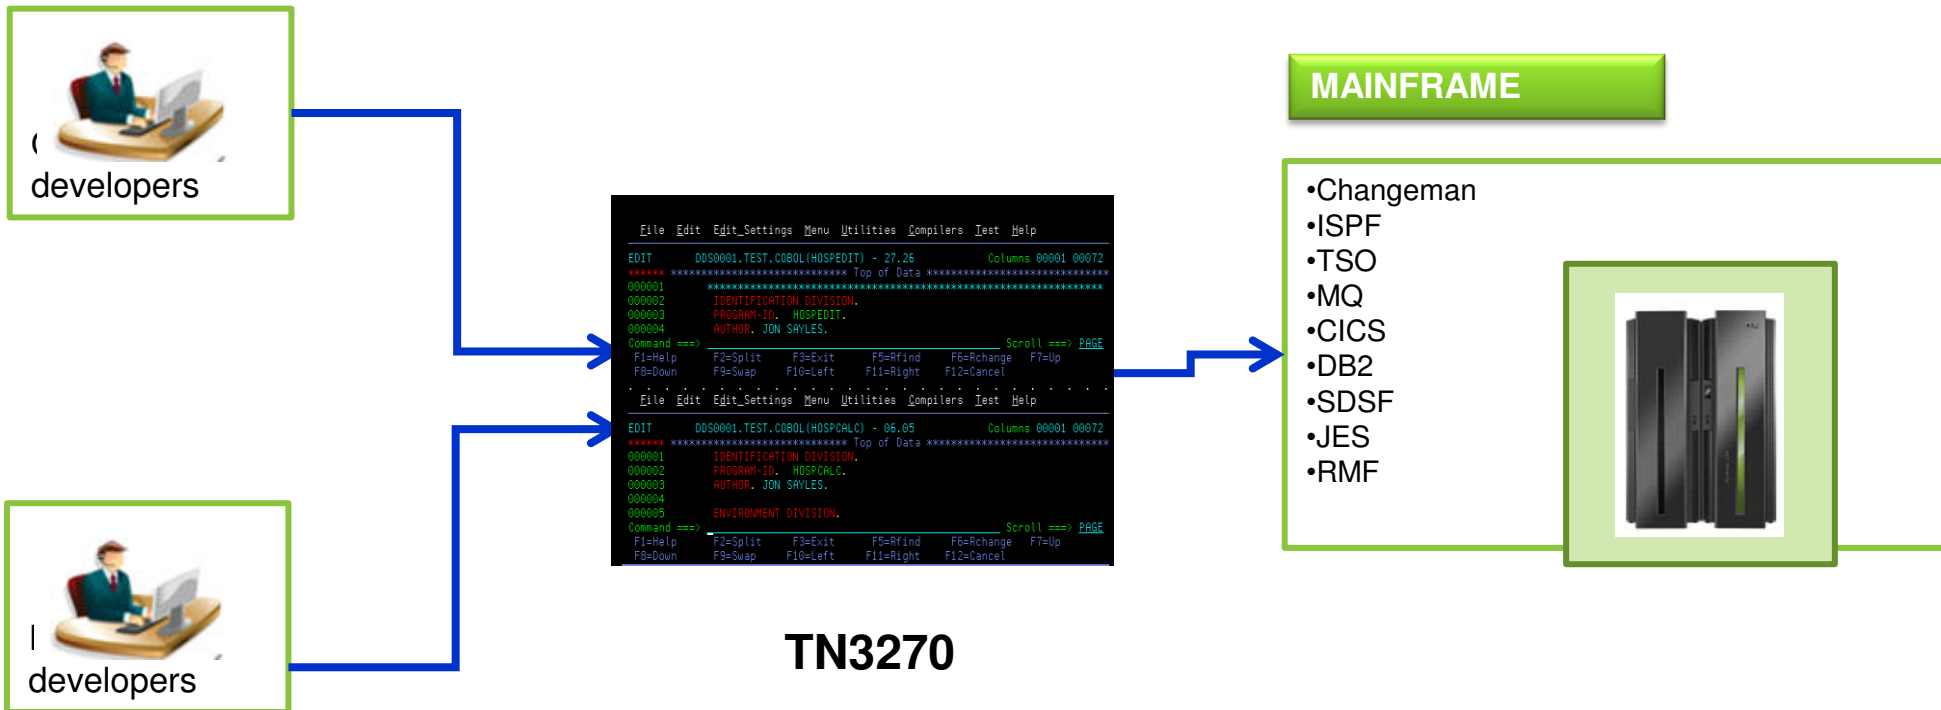 developers
developers
File Edit Edit_Settings Menu Utilities Compilers Test Help
EDIT DDS0001.TEST.COBOL(HOSPEDIT) - 27.26 Columns 00001 00072
****** ***************************** Top of Data ******************************
000001 *****************************************************************
000002 IDENTIFICATION DIVISION.
000003 PROGRAM-ID. HOSPEDIT.
000004 AUTHOR. JON SAYLES.
Command ===> Scroll ===> PAGE
F1=Help F2=Split F3=Exit F5=Rfind F6=Rchange F7=Up
F8=Down F9=Swap F10=Left F11=Right F12=Cancel
File Edit Edit_Settings Menu Utilities Compilers Test Help
EDIT DDS0001.TEST.COBOL(HOSPCALC) - 06.05 Columns 00001 00072
****** ***************************** Top of Data ******************************
000001 IDENTIFICATION DIVISION.
000002 PROGRAM-ID. HOSPCALC.
000003 AUTHOR. JON SAYLES.
000004
000005 ENVIRONMENT DIVISION.
Command ===> Scroll ===> PAGE
F1=Help F2=Split F3=Exit F5=Rfind F6=Rchange F7=Up
F8=Down F9=Swap F10=Left F11=Right F12=Cancel
TN3270
MAINFRAME
•Changeman
•ISPF
•TSO
•MQ
•CICS
•DB2
•SDSF
•JES
•RMF